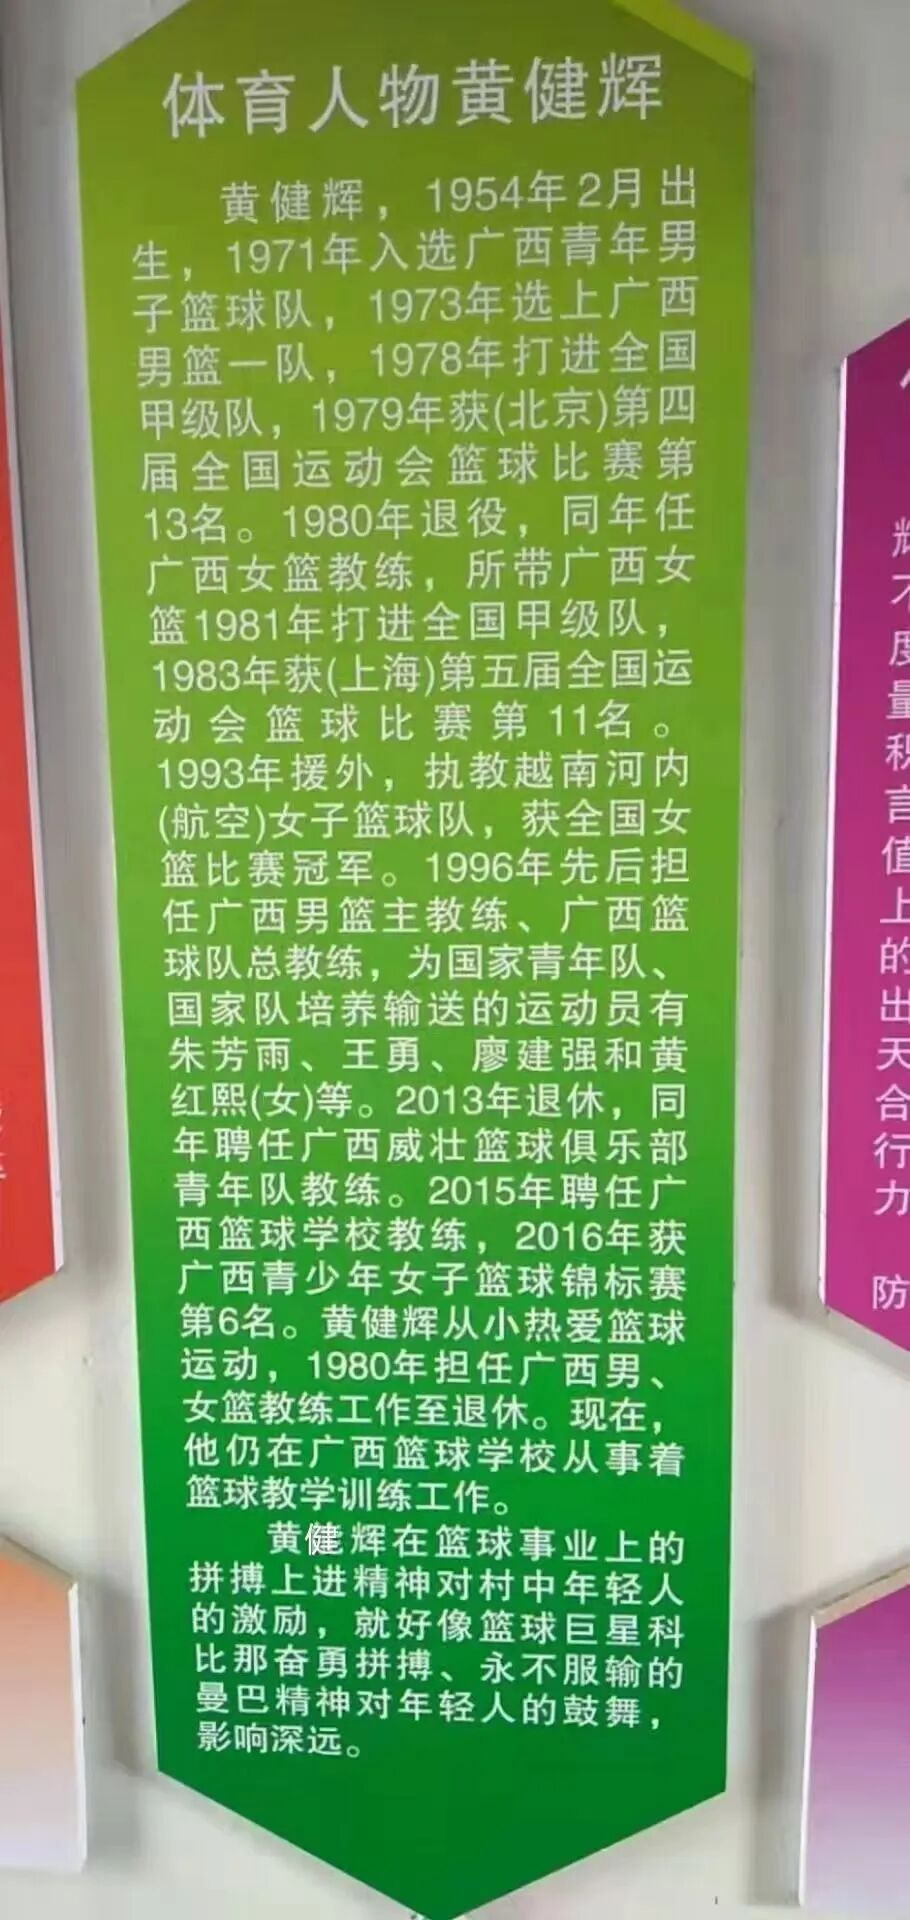 体育人物黄健辉
黄健辉，1954年2月出
生，1971年入选广西青年男
子篮球队，1973年选上广西
男篮一队，1978年打进全国
甲级队，1979年获(北京)第四
届全国运动会篮球比赛第
13名。1980年退役，同年任
广西女篮教练，所带广西女
篮1981年打进全国甲级队，
1983年获(上海)第五届全国运
动会篮球比赛第11名。
1993年援外，执教越南河内
(航空)女子篮球队，获全国女
篮比赛冠军。1996年先后担
任广西男篮主教练、广西篮
球队总教练，为国家青年队、
国家队培养输送的运动员有
朱芳雨、王勇、廖建强和黄
红熙(女)等。2013年退休，同
年聘任广西威壮篮球俱乐部
青年队教练。2015年聘任广
西篮球学校教练，2016年获
广西青少年女子篮球锦标赛
第6名。黄健辉从小热爱篮球
运动，1980年担任广西男、
女篮教练工作至退休。现在，
他仍在广西篮球学校从事着
篮球教学训练工作。
黄健辉在篮球事业上的
拼搏上进精神对村中年轻人
的激励，就好像篮球巨星科
比那奋勇拼搏、永不服输的
曼巴精神对年轻人的鼓舞，
影响深远。
度
量
积
言
值
上
的
出
天
合
行
力
防